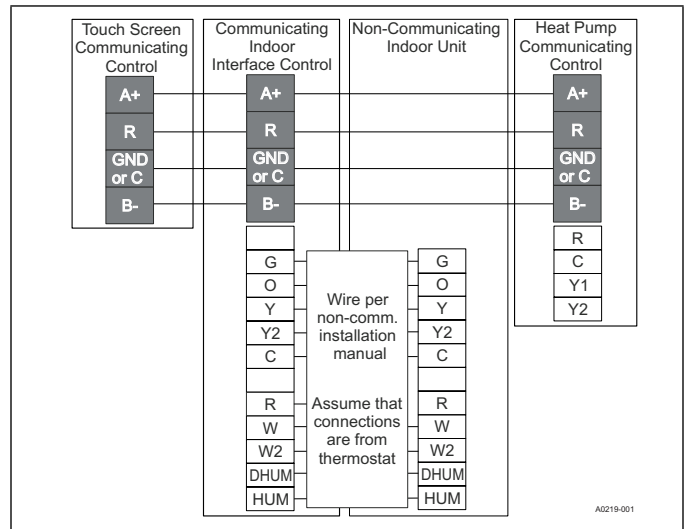 Touch Screen
Communicating
Control
A+
R
GND
or C
B-
Communicating
Indoor
Interface Control
A+
R
GND
or C
B-
G
O
Y
Y2
C
R
W
W2
DHUM
HUM
Wire per
non-comm.
installation
manual
Assume that
connections
are from
thermostat
Non-Communicating
Indoor Unit
G
O
Y
Y2
C
R
W
W2
DHUM
HUM
Heat Pump
Communicating
Control
A+
R
GND
or C
B-
R
C
Y1
Y2
A0219-001